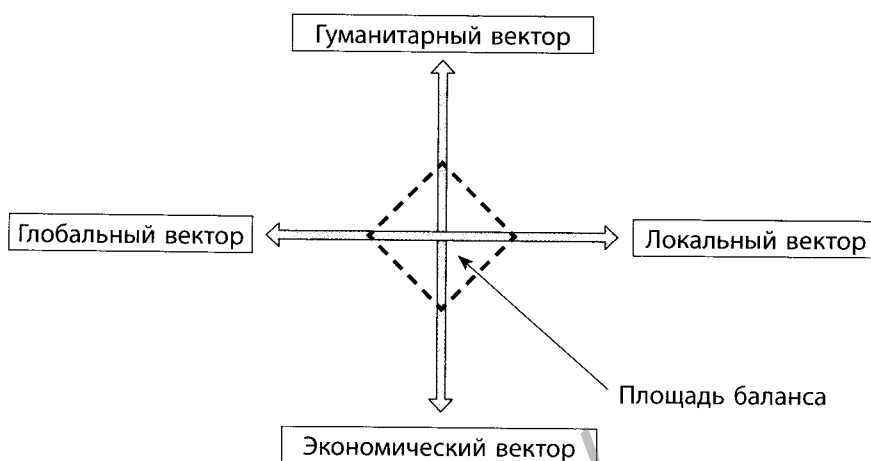 Гуманитарный вектор
Глобальный вектор
Локальный вектор
Площадь баланса
Экономический вектор